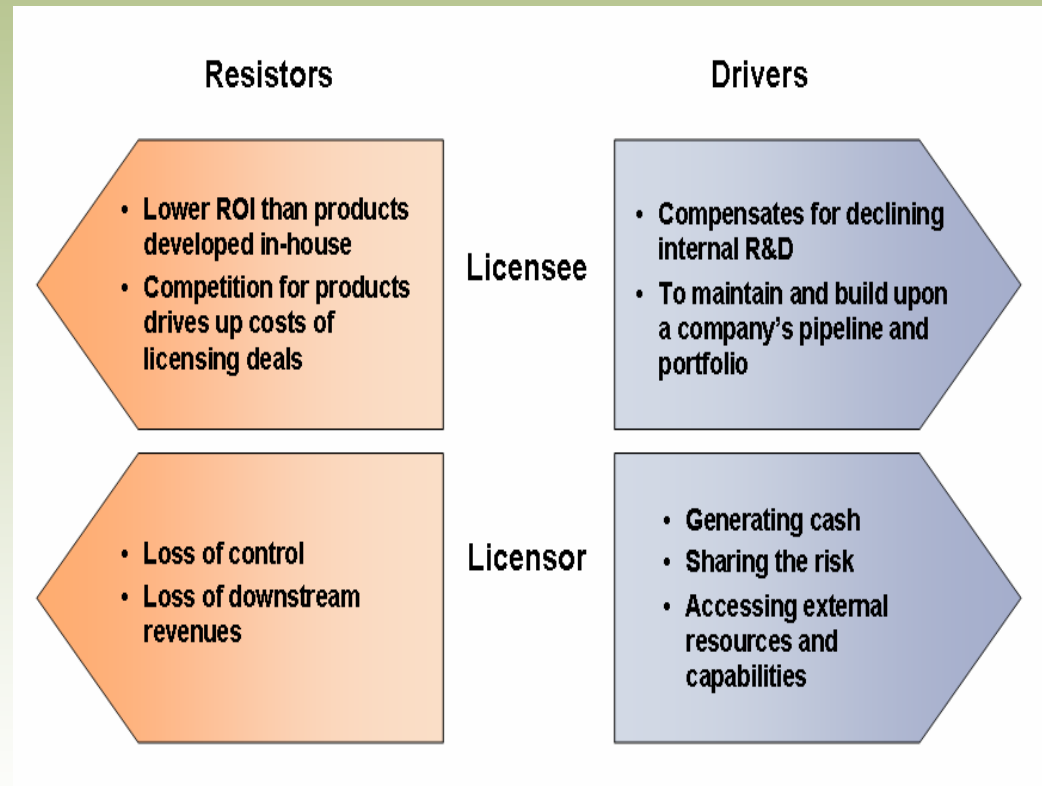 Resistors
Drivers
• Lower ROI than products
developed in-house
• Competition for products
drives up costs of
licensing deals
Licensee
• Compensates for declining
internal R&D
• To maintain and build upon
a company's pipeline and
portfolio
• Loss of control
• Loss of downstream
revenues
Licensor
• Generating cash
• Sharing the risk
• Accessing external
resources and
capabilities